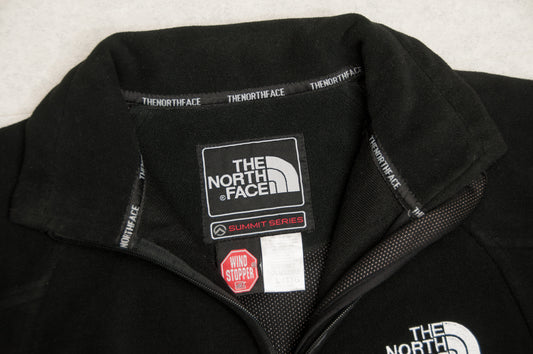 THENORTHFACE
THENORTHFACE
THENORTHFACE
THENORTHFACE
THENORTHFACE
THE
NORTH
®FACE
SUMMIT SERIES
WIND
STOPPER
THE
NORTH